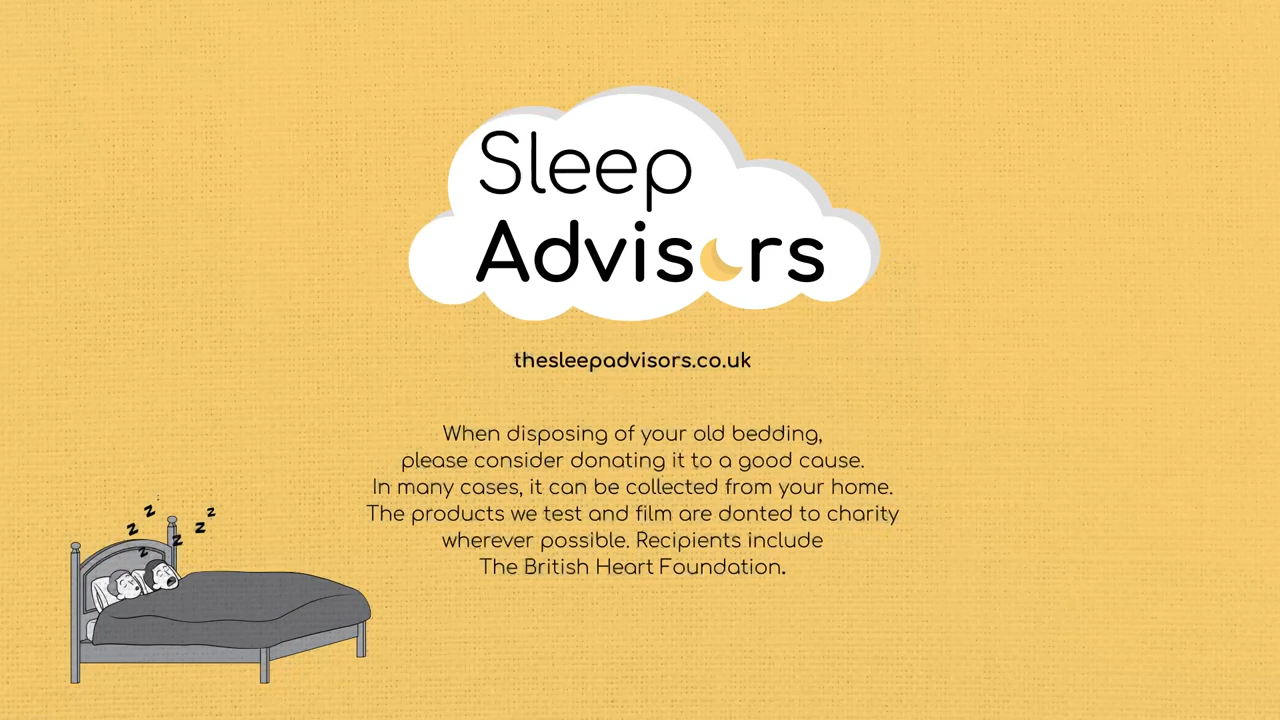 Sleep
Advisors
thesleepadvisors.co.uk
When disposing of your old bedding,
please consider donating it to a good cause.
In many cases, it can be collected from your home.
The products we test and film are donted to charity
wherever possible. Recipients include
The British Heart Foundation.
z z z z z z